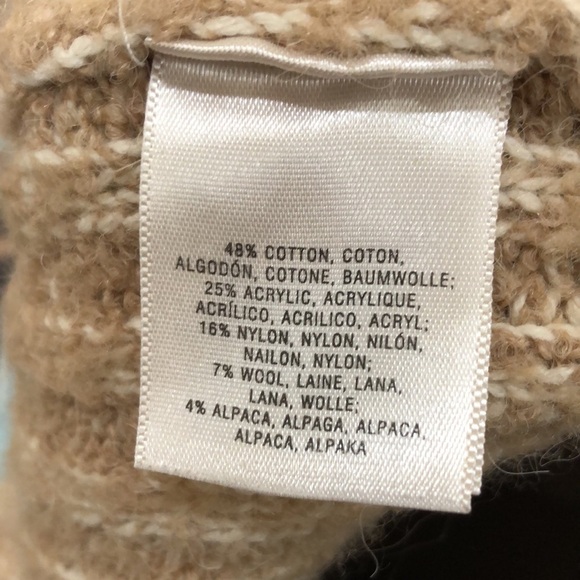 48% COTTON, COTON,
ALGODÓN, COTONE, BAUMWOLLE;
25% ACRYLIC, ACRYLIQUE,
ACRÍLICO, ACRILICO, ACRYL;
16% NYLON, NYLON, NILÓN,
NAILON, NYLON;
7% WOOL, LAINE, LANA,
LANA, WOLLE;
4% ALPACA, ALPAGA, ALPACA,
ALPACA, ALPAKA